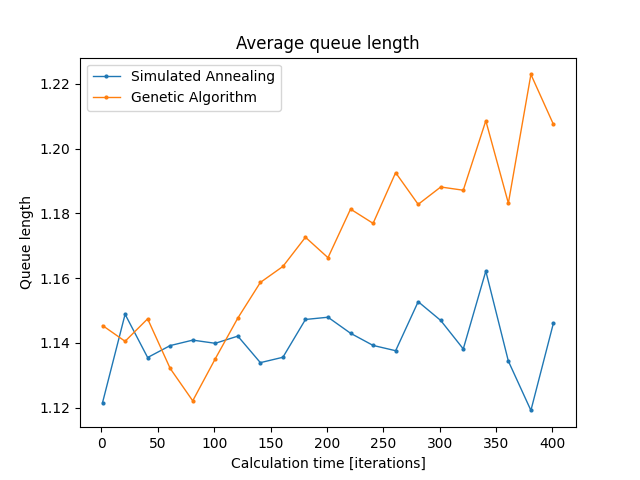 Average queue length
Simulated Annealing
Genetic Algorithm
Queue length
1.22
1.20
1.18
1.16
1.14
1.12
0 50 100 150 200 250 300 350 400
Calculation time [iterations]